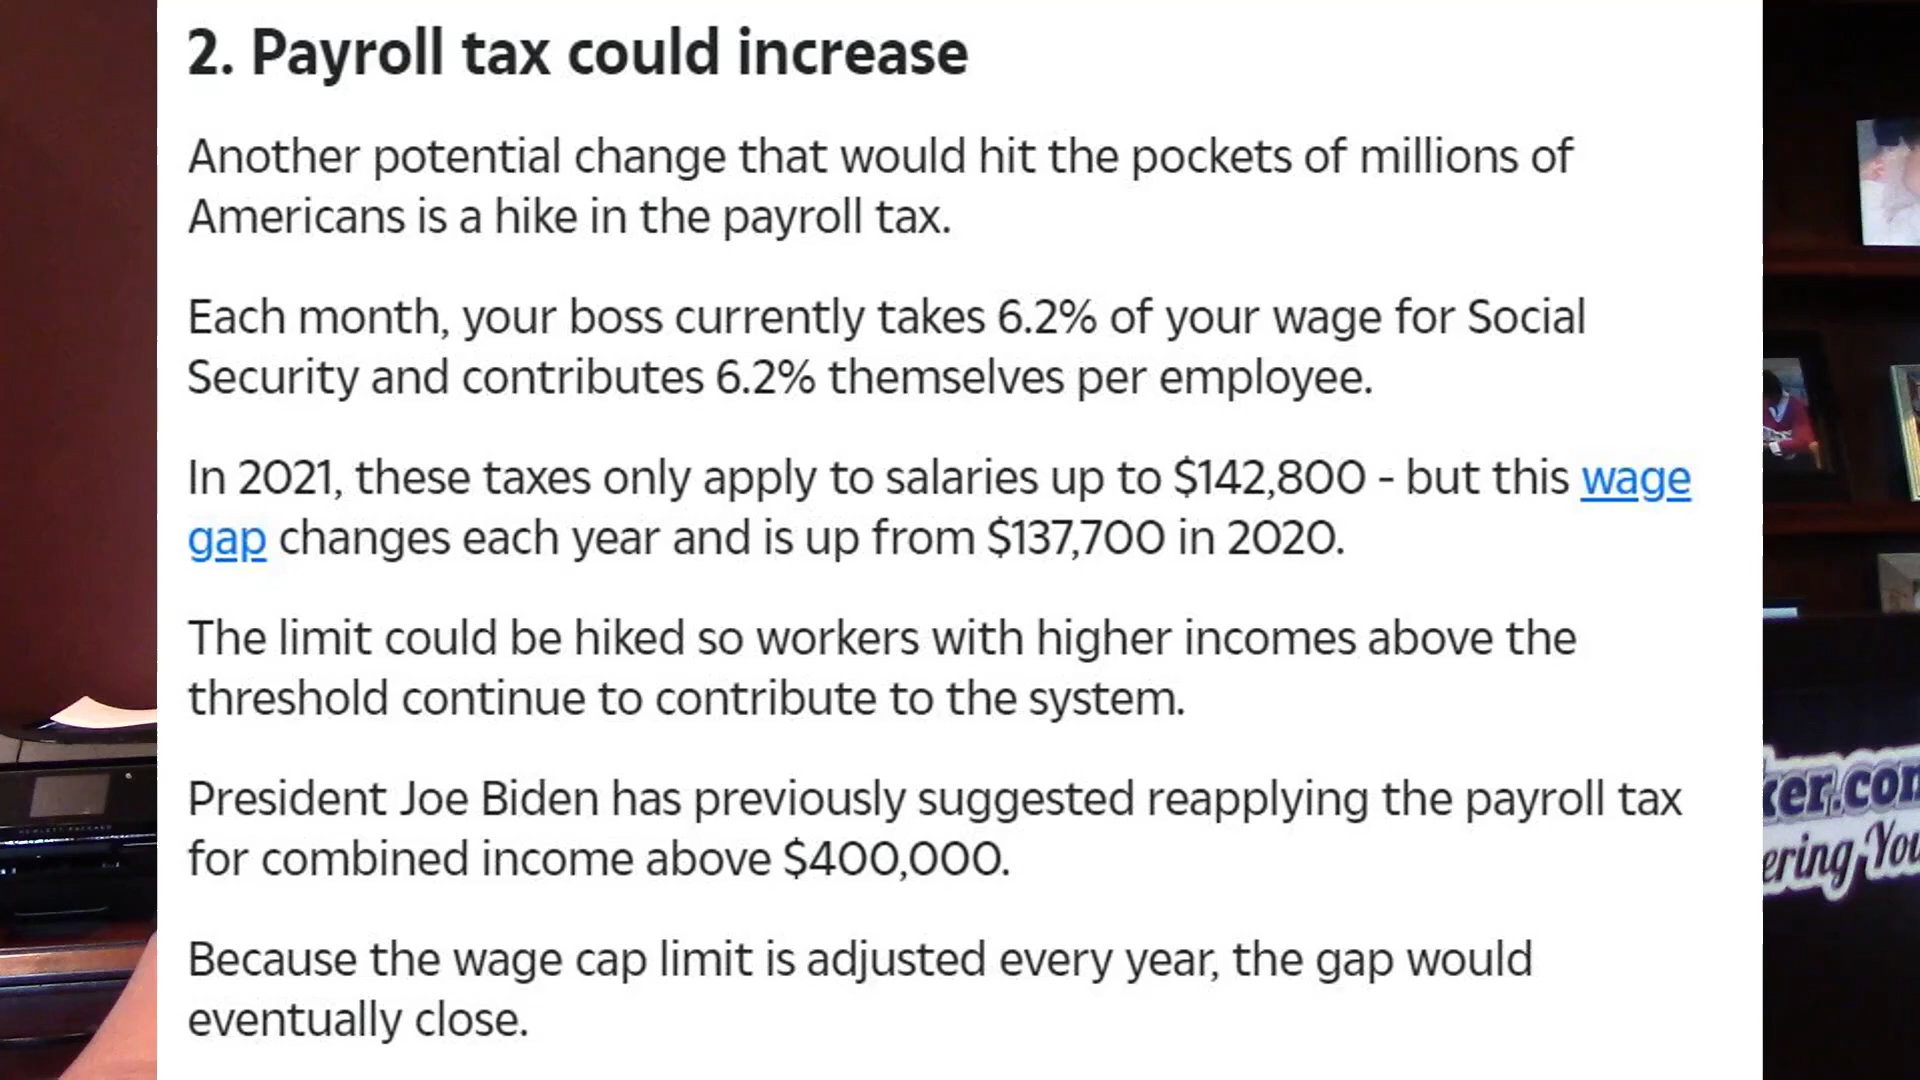 2. Payroll tax could increase
Another potential change that would hit the pockets of millions of
Americans is a hike in the payroll tax.
Each month, your boss currently takes 6.2% of your wage for Social
Security and contributes 6.2% themselves per employee.
In 2021, these taxes only apply to salaries up to $142,800 - but this wage
gap changes each year and is up from $137,700 in 2020.
The limit could be hiked so workers with higher incomes above the
threshold continue to contribute to the system.
President Joe Biden has previously suggested reapplying the payroll tax
for combined income above $400,000.
Because the wage cap limit is adjusted every year, the gap would
eventually close.
ker.com
ering You
HEWLETT PACKARD